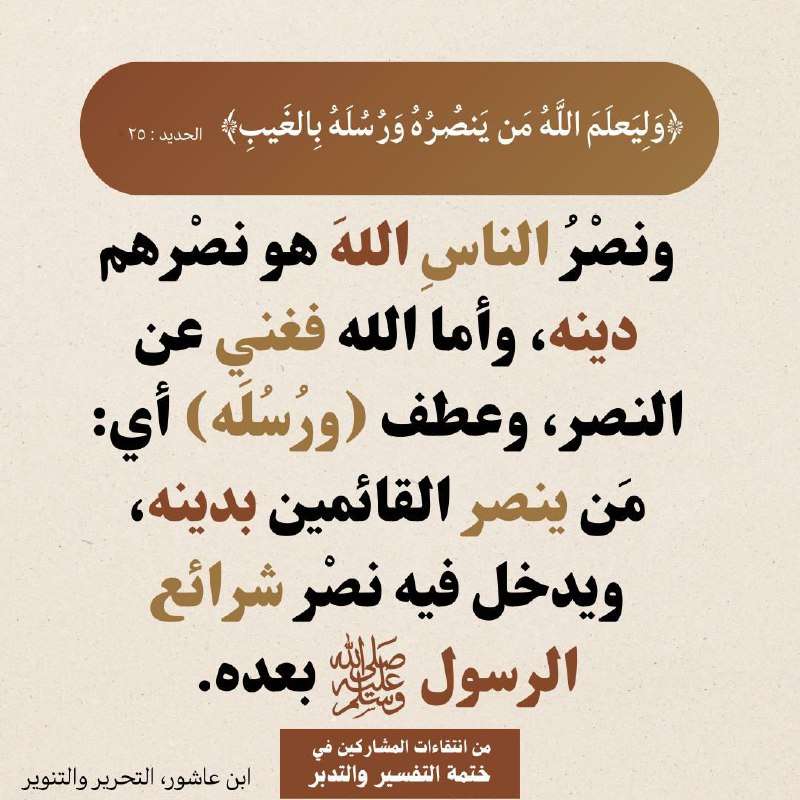 ﴿وَلِيَعلَمَ اللَّهُ مَن يَنصُرُهُ وَرُسُلَهُ بِالغَيبِ﴾ الحديد : ٢٥
ونصْرُ الناسِ اللهَ هو نصْرهم
دينه، وأما الله فغني عن
النصر، وعطف (ورُسُلَه) أي:
مَن ينصر القائمين بدينه،
ويدخل فيه نصْر شرائع
الرسول ﷺ بعده.
من انتقاءات المشاركين في
ختمة التفسير والتدبر
ابن عاشور، التحرير والتنوير